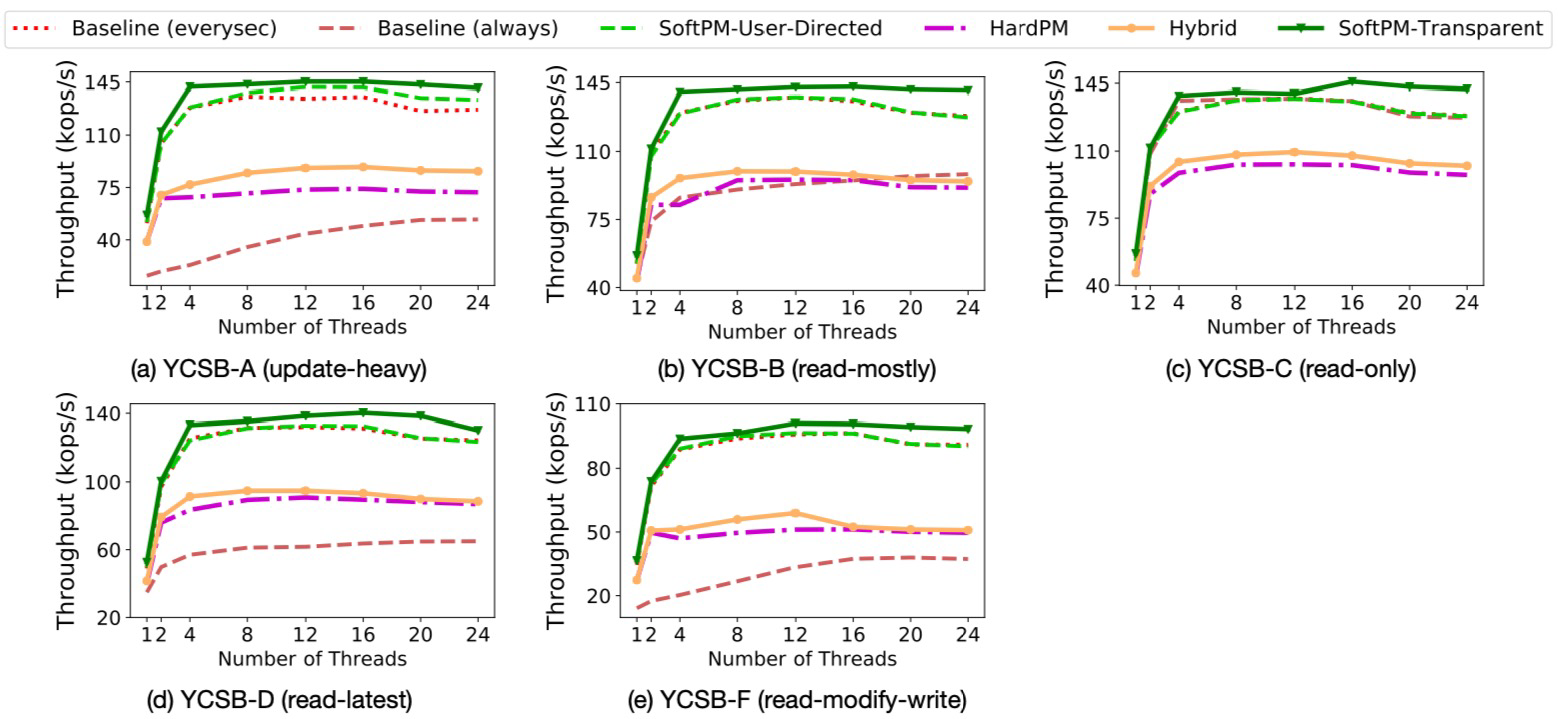 Baseline (everysec) Baseline (always) SoftPM-User-Directed HardPM Hybrid SoftPM-Transparent
Throughput (kops/s)
145
110
75
40
1 2 4 8 12 16 20 24
Number of Threads
(a) YCSB-A (update-heavy)
Throughput (kops/s)
145
110
75
40
1 2 4 8 12 16 20 24
Number of Threads
(b) YCSB-B (read-mostly)
Throughput (kops/s)
145
110
75
40
1 2 4 8 12 16 20 24
Number of Threads
(c) YCSB-C (read-only)
Throughput (kops/s)
140
100
60
20
1 2 4 8 12 16 20 24
Number of Threads
(d) YCSB-D (read-latest)
Throughput (kops/s)
110
80
50
20
1 2 4 8 12 16 20 24
Number of Threads
(e) YCSB-F (read-modify-write)